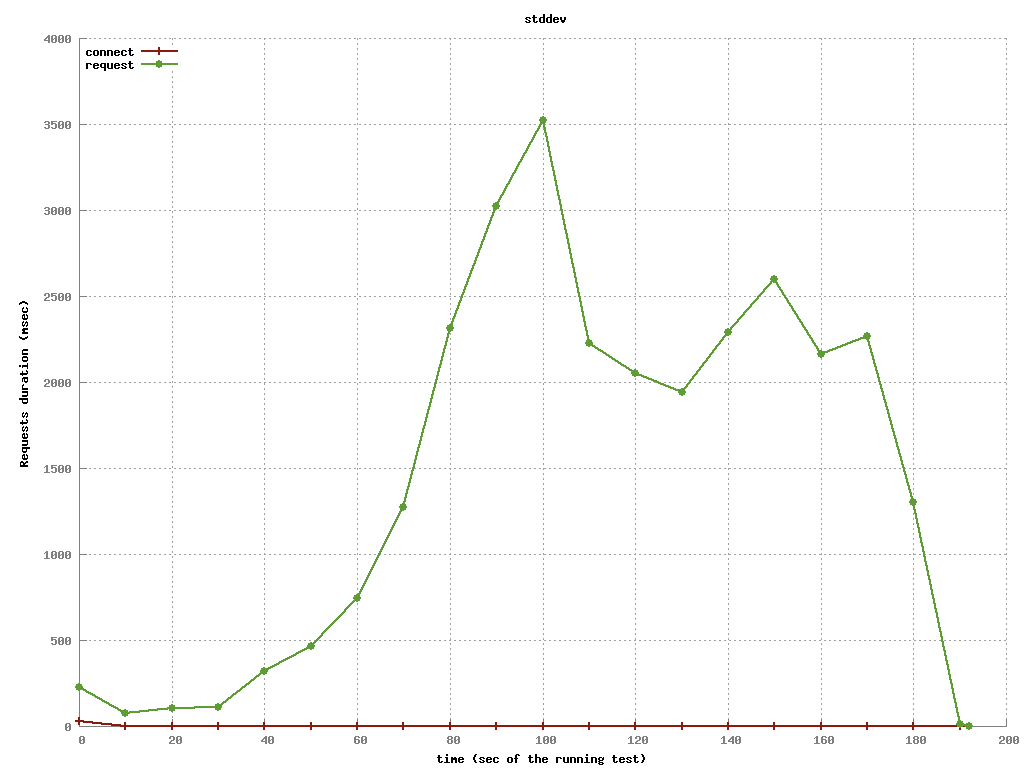 stddev
4000
connect
request
3500
3000
2500
2000
1500
1000
500
0
0 20 40 60 80 100 120 140 160 180 200
Requests duration (msec)
time (sec of the running test)